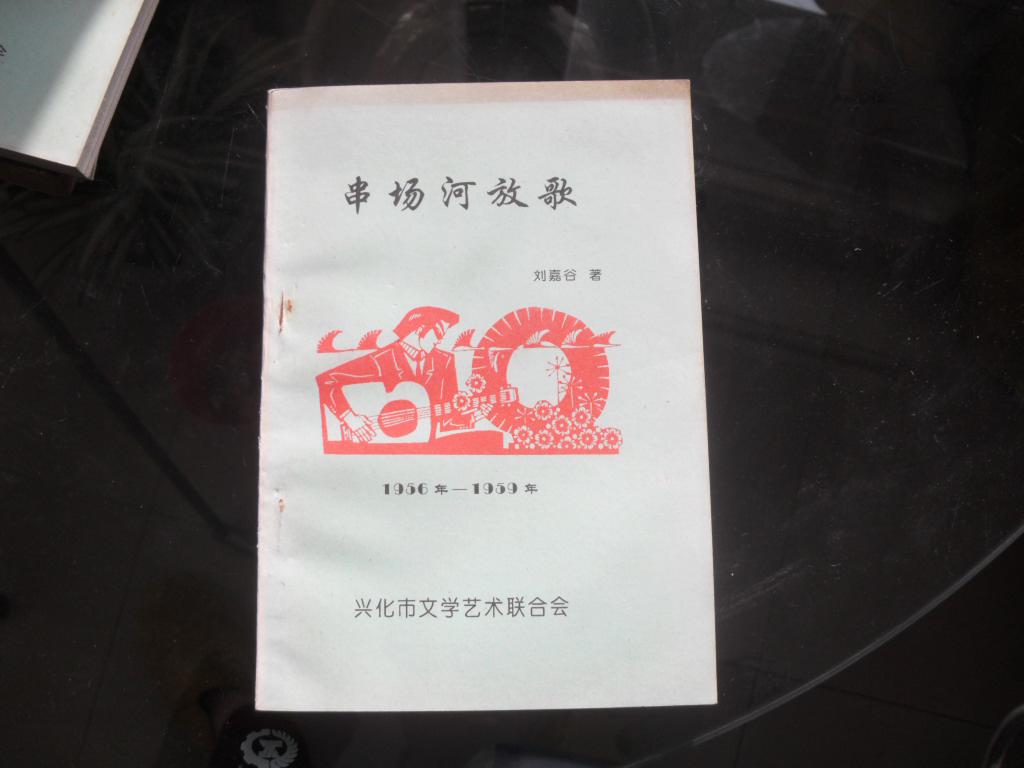 串场河放歌
刘嘉谷 著
1956年—1959年
兴化市文学艺术联合会